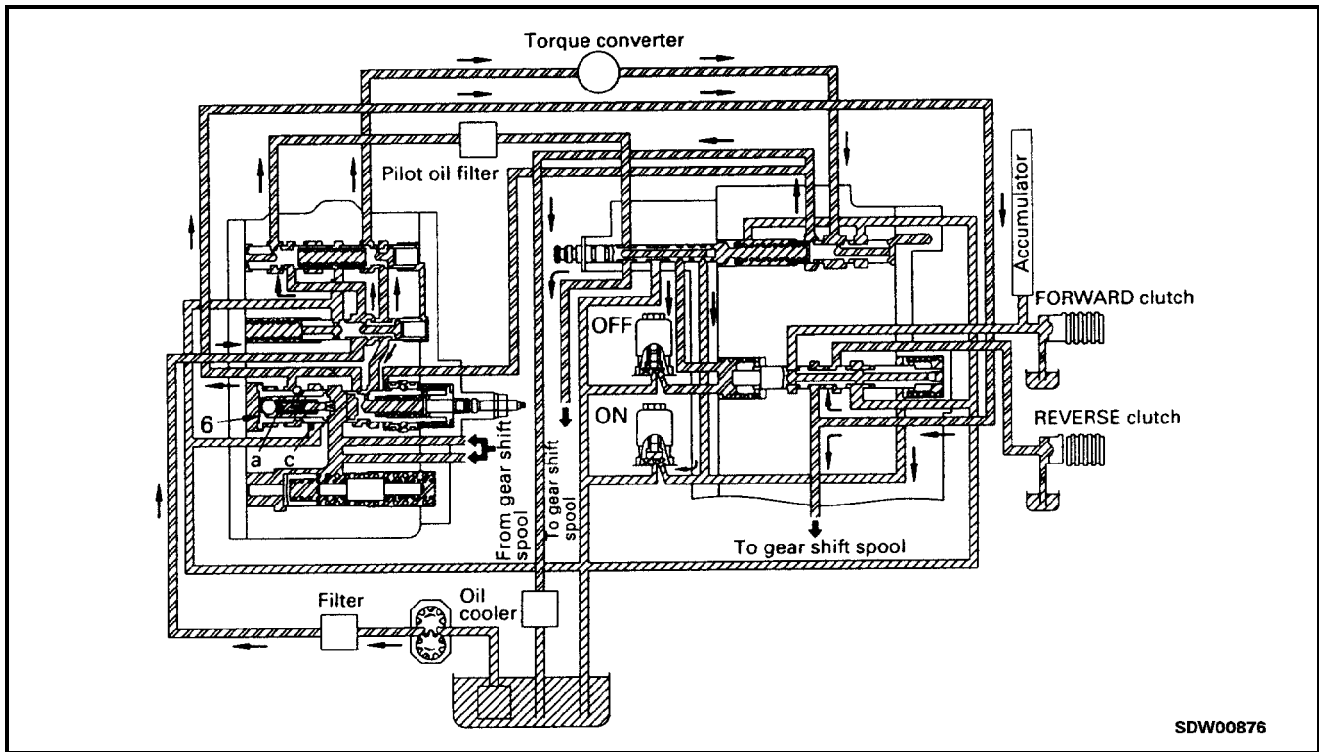 Torque converter
Pilot oil filter
Accumulator
FORWARD clutch
OFF
ON
REVERSE clutch
6
a
c
From gear shift
spool
To gear shift
spool
To gear shift spool
Filter
Oil
cooler
SDW00876